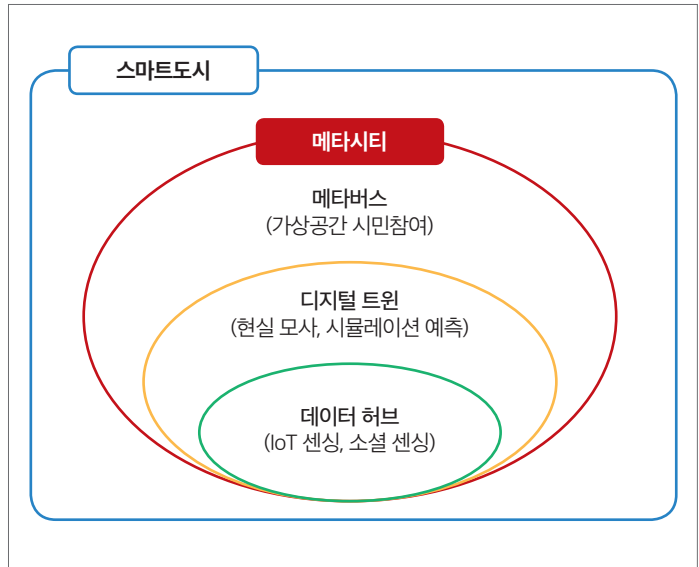 스마트도시
메타시티
메타버스
(가상공간 시민참여)
디지털 트윈
(현실 모사, 시뮬레이션 예측)
데이터 허브
(IoT 센싱, 소셜 센싱)